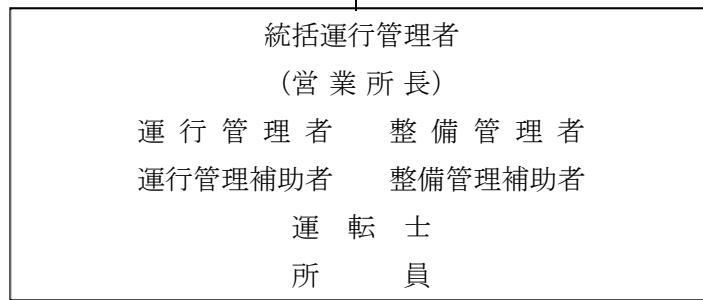 統括運行管理者
（営 業 所 長）
運 行 管 理 者　　整 備 管 理 者
運行管理補助者　　整備管理補助者
運　転　士
所　　　員